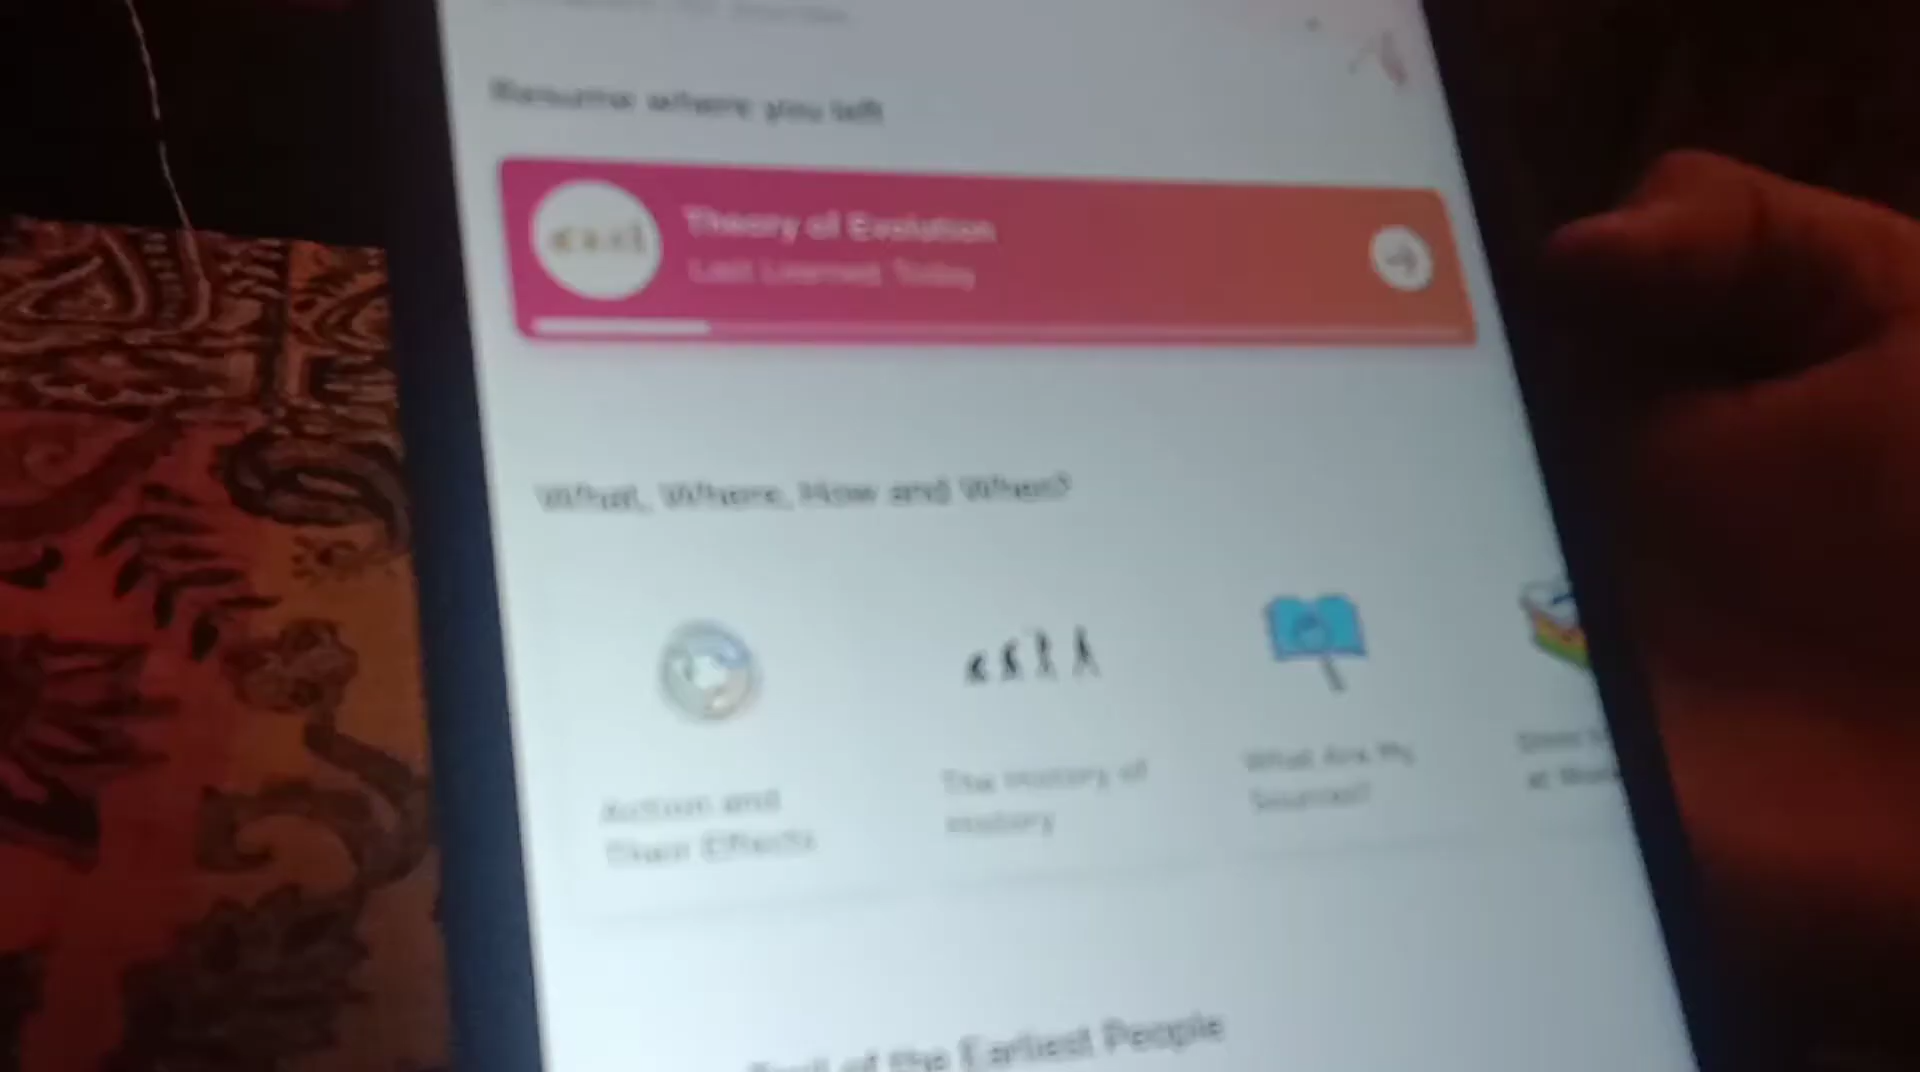 Resume where you left
Theory of Evolution
Last Learned: Today
What, Where, How and When?
Action and
Their Effects
The History of
History
What Are My
Sources?
at
Trail of the Earliest People